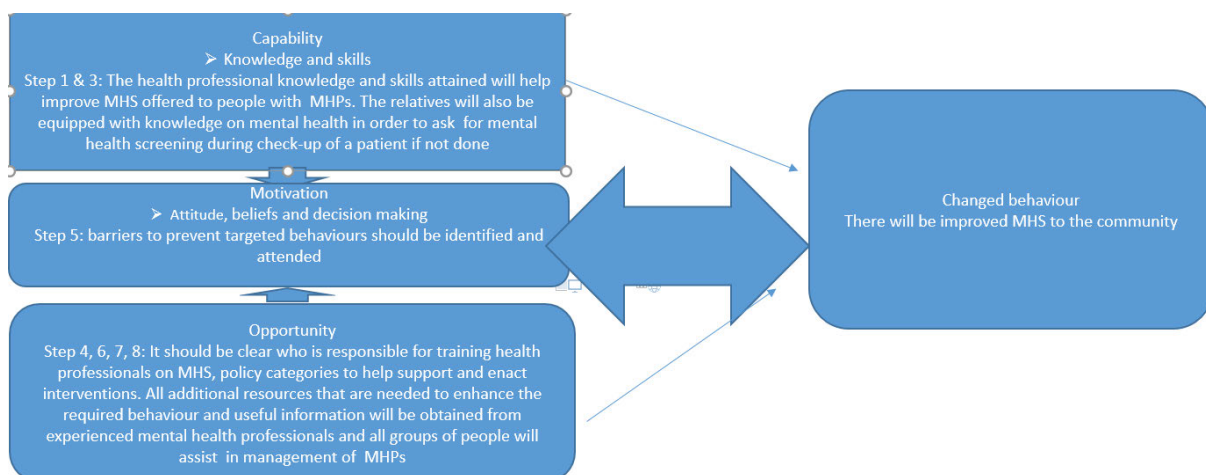 Capability
➢ Knowledge and skills
Step 1 & 3: The health professional knowledge and skills attained will help
improve MHS offered to people with MHPs. The relatives will also be
equipped with knowledge on mental health in order to ask for mental
health screening during check-up of a patient if not done
Motivation
➢ Attitude, beliefs and decision making
Step 5: barriers to prevent targeted behaviours should be identified and
attended
Opportunity
Step 4, 6, 7, 8: It should be clear who is responsible for training health
professionals on MHS, policy categories to help support and enact
interventions. All additional resources that are needed to enhance the
required behaviour and useful information will be obtained from
experienced mental health professionals and all groups of people will
assist in management of MHPs
Changed behaviour
There will be improved MHS to the community